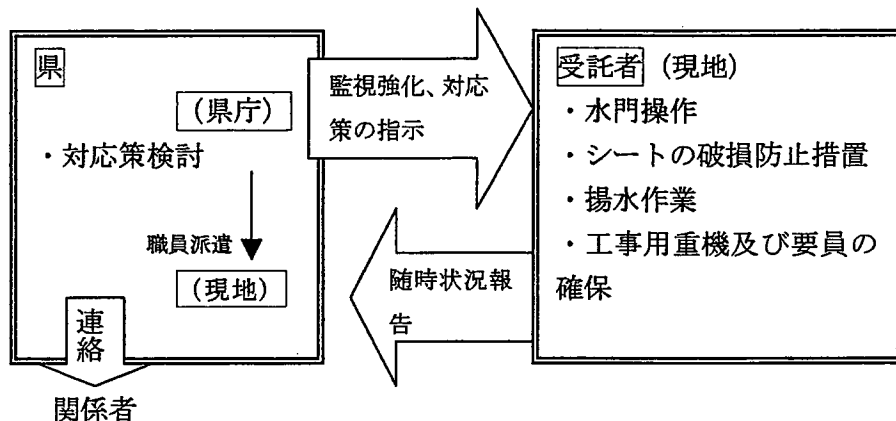 県
（県庁）
・対応策検討
職員派遣
（現地）
連絡
関係者
監視強化、対応
策の指示
随時状況報
告
受託者（現地）
・水門操作
・シートの破損防止措置
・揚水作業
・工事用重機及び要員の
確保